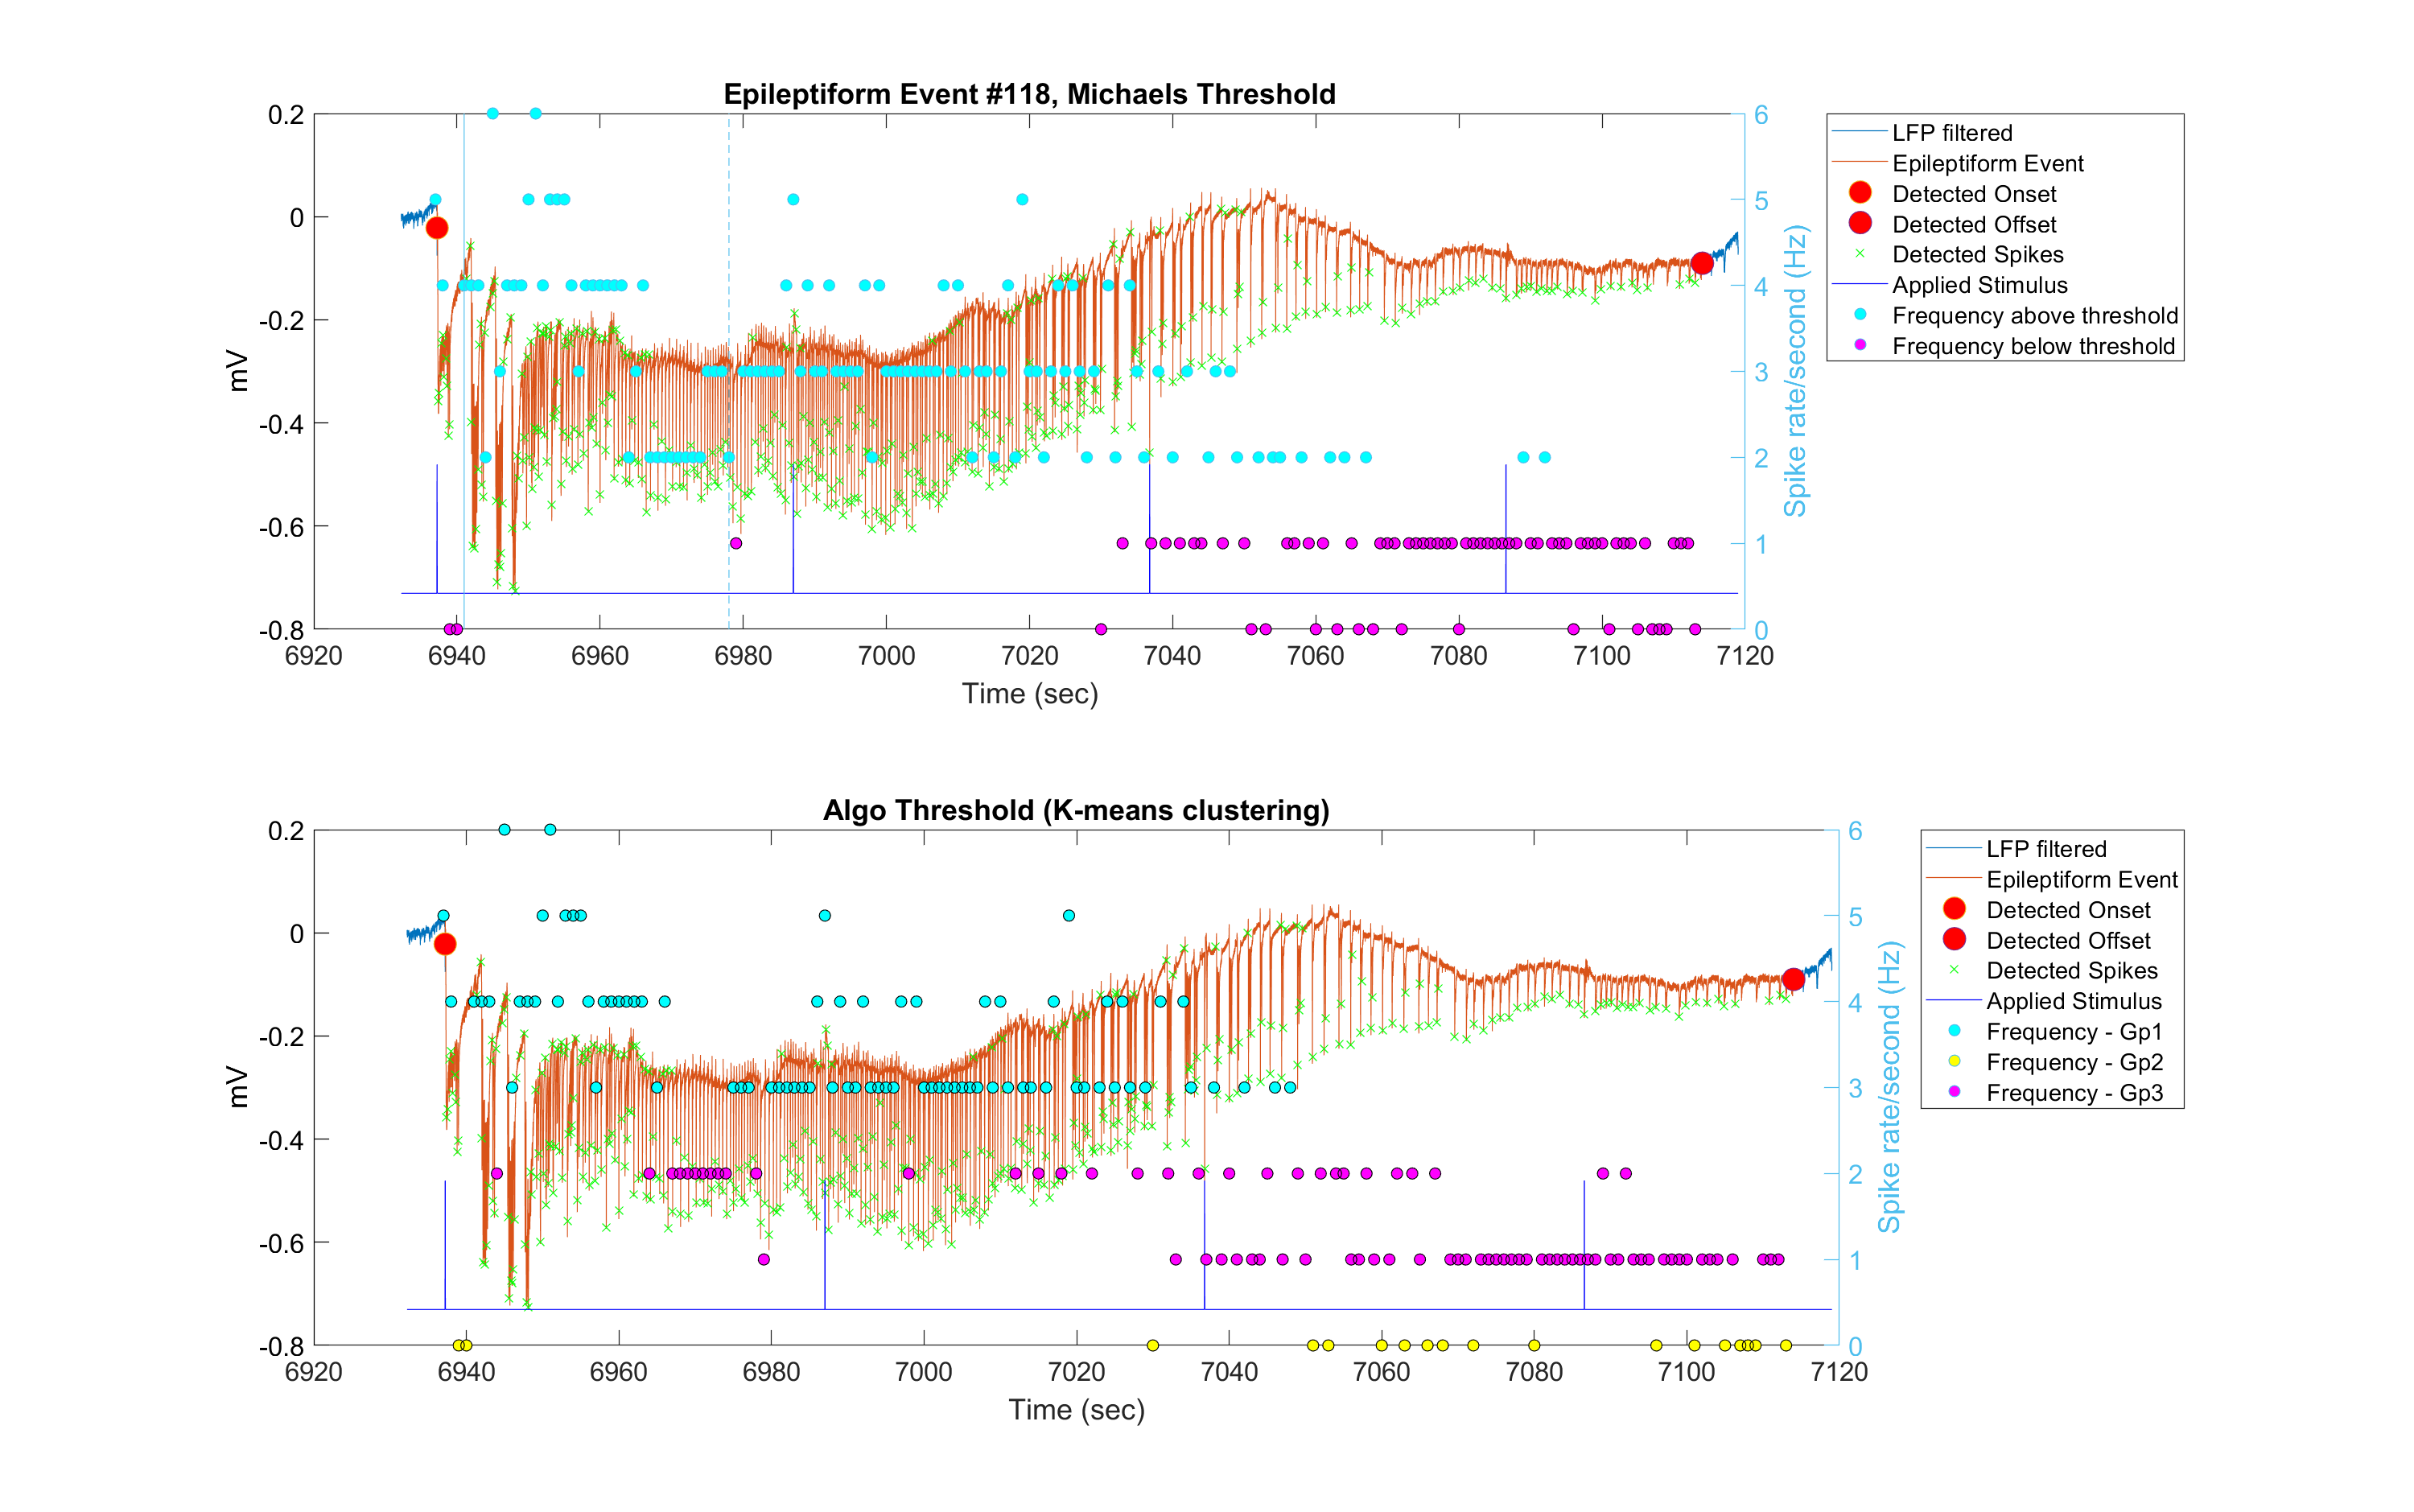 Epileptiform Event #118, Michaels Threshold
0.2
0
-0.2
-0.4
-0.6
-0.8
mV
6920 6940 6960 6980 7000 7020 7040 7060 7080 7100 7120
Time (sec)
6
5
4
3
2
1
0
Spike rate/second (Hz)
LFP filtered
Epileptiform Event
Detected Onset
Detected Offset
Detected Spikes
Applied Stimulus
Frequency above threshold
Frequency below threshold
Algo Threshold (K-means clustering)
0.2
0
-0.2
-0.4
-0.6
-0.8
mV
6920 6940 6960 6980 7000 7020 7040 7060 7080 7100 7120
Time (sec)
6
5
4
3
2
1
0
Spike rate/second (Hz)
LFP filtered
Epileptiform Event
Detected Onset
Detected Offset
Detected Spikes
Applied Stimulus
Frequency - Gp1
Frequency - Gp2
Frequency - Gp3